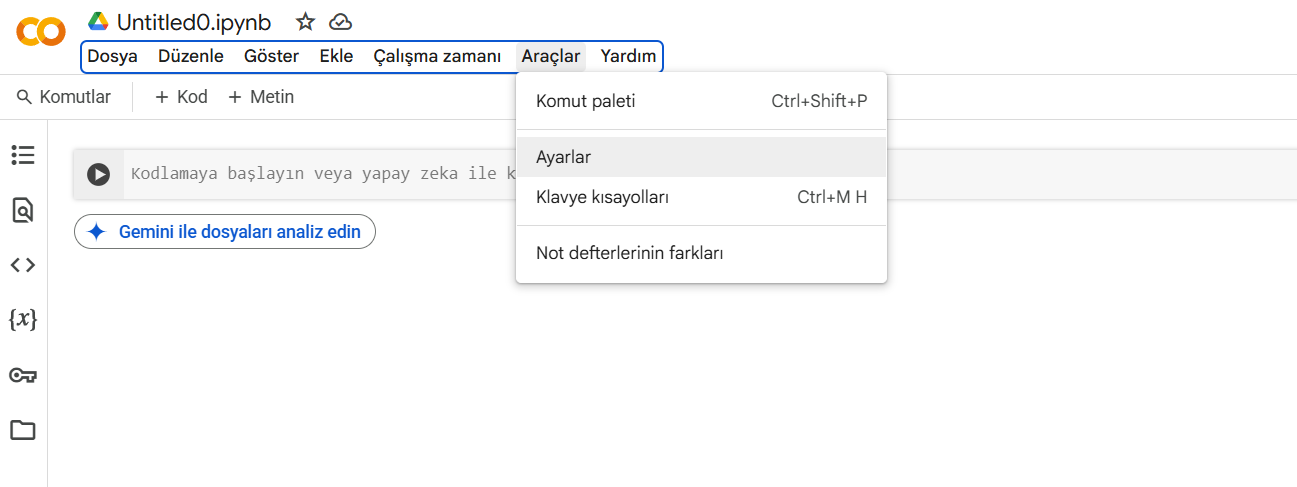 Untitled0.ipynb
Dosya Düzenle Göster Ekle Çalışma zamanı Araçlar Yardım
Komutlar + Kod + Metin
Komut paleti Ctrl+Shift+P
Ayarlar
Kodlamaya başlayın veya yapay zeka ile k
Klavye kısayolları Ctrl+M H
Gemini ile dosyaları analiz edin
Not defterlerinin farkları